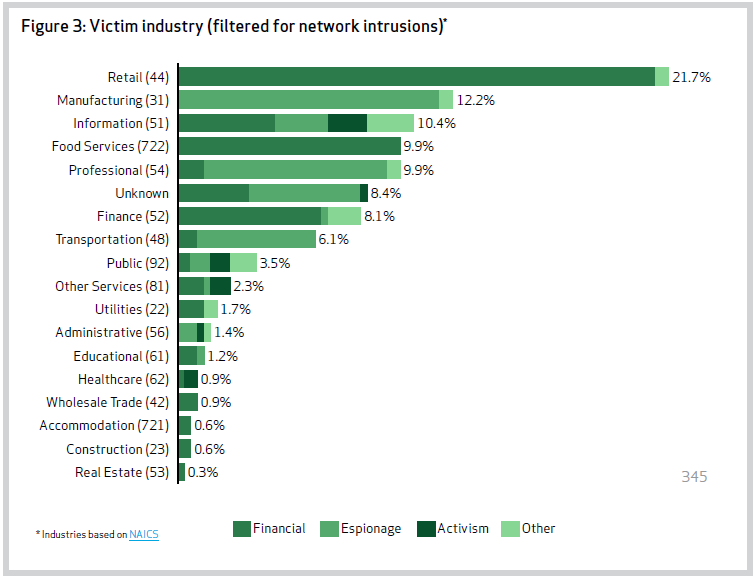 Figure 3: Victim industry (filtered for network intrusions)*
Retail (44) 21.7%
Manufacturing (31) 12.2%
Information (51) 10.4%
Food Services (722) 9.9%
Professional (54) 9.9%
Unknown 8.4%
Finance (52) 8.1%
Transportation (48) 6.1%
Public (92) 3.5%
Other Services (81) 2.3%
Utilities (22) 1.7%
Administrative (56) 1.4%
Educational (61) 1.2%
Healthcare (62) 0.9%
Wholesale Trade (42) 0.9%
Accommodation (721) 0.6%
Construction (23) 0.6%
Real Estate (53) 0.3%
345
* Industries based on NAICS
Financial Espionage Activism Other